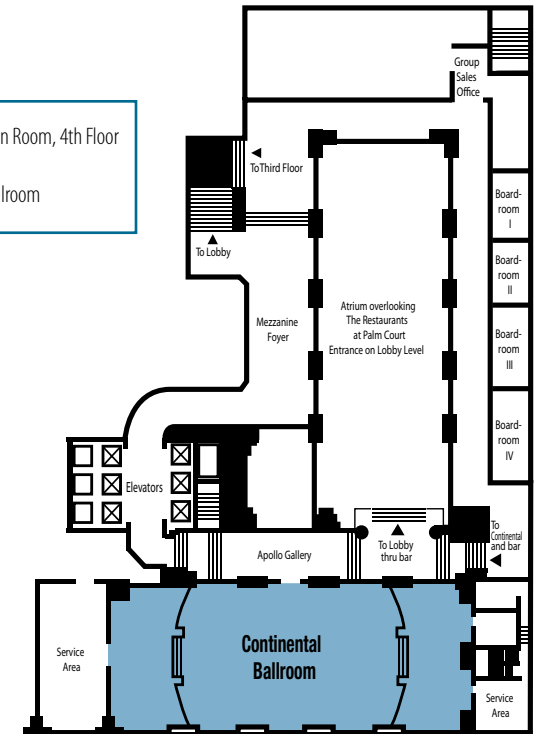 Group
Sales
Office
n Room, 4th Floor
lroom
To Third Floor
Board-
room
I
To Lobby
Board-
room
II
Atrium overlooking
The Restaurants
at Palm Court
Entrance on Lobby Level
Mezzanine
Foyer
Board-
room
III
Board-
room
IV
Elevators
To
Continental
and bar
To Lobby
thru bar
Apollo Gallery
Continental
Ballroom
Service
Area
Service
Area